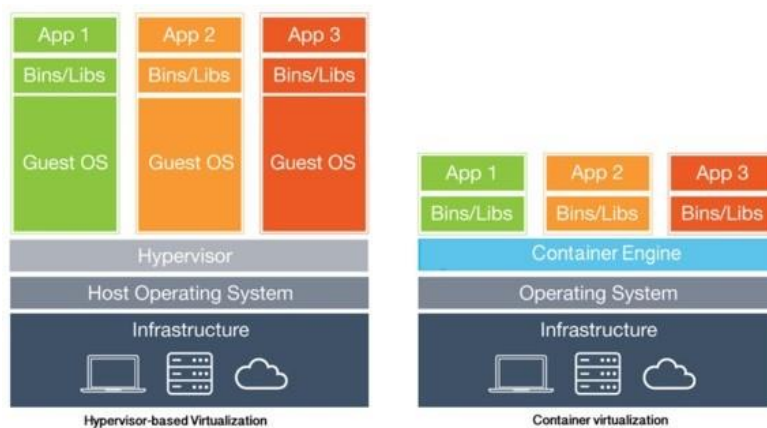 App 1
App 2
App 3
Bins/Libs
Bins/Libs
Bins/Libs
Guest OS
Guest OS
Guest OS
Hypervisor
Host Operating System
Infrastructure
Hypervisor-based Virtualization
App 1
App 2
App 3
Bins/Libs
Bins/Libs
Bins/Libs
Container Engine
Operating System
Infrastructure
Container virtualization